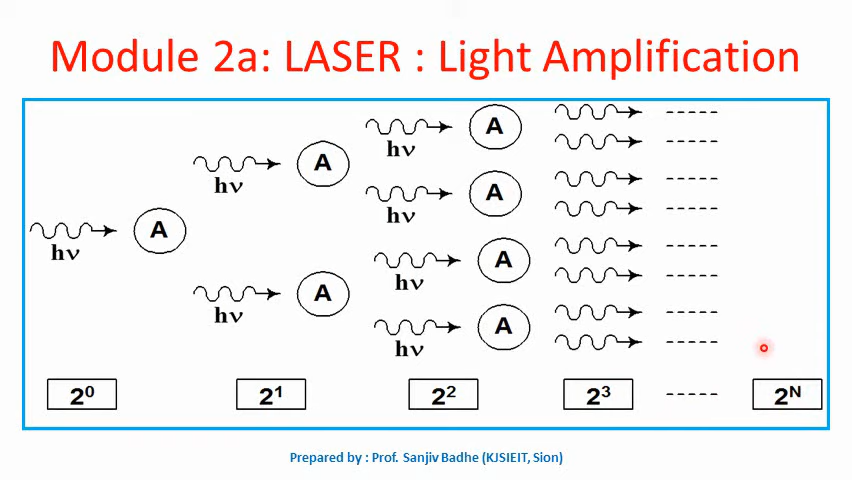 Module 2a: LASER : Light Amplification
hν A
hν A
hν A
hν A
hν A
hν A
hν A
2⁰ 2¹ 2² 2³ ----- 2ᴺ
Prepared by : Prof. Sanjiv Badhe (KJSIEIT, Sion)